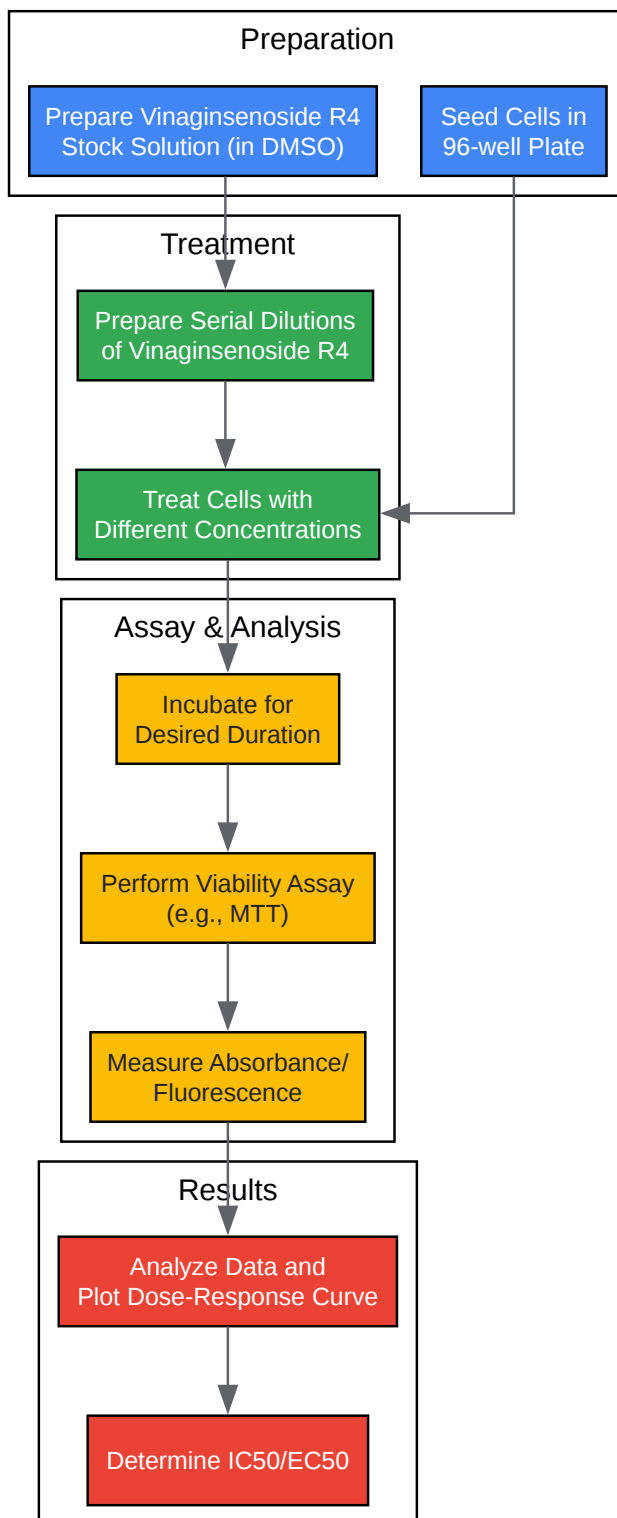 Preparation
Prepare Vinaginsenoside R4
Stock Solution (in DMSO)
Seed Cells in
96-well Plate
Treatment
Prepare Serial Dilutions
of Vinaginsenoside R4
Treat Cells with
Different Concentrations
Assay & Analysis
Incubate for
Desired Duration
Perform Viability Assay
(e.g., MTT)
Measure Absorbance/
Fluorescence
Results
Analyze Data and
Plot Dose-Response Curve
Determine IC50/EC50